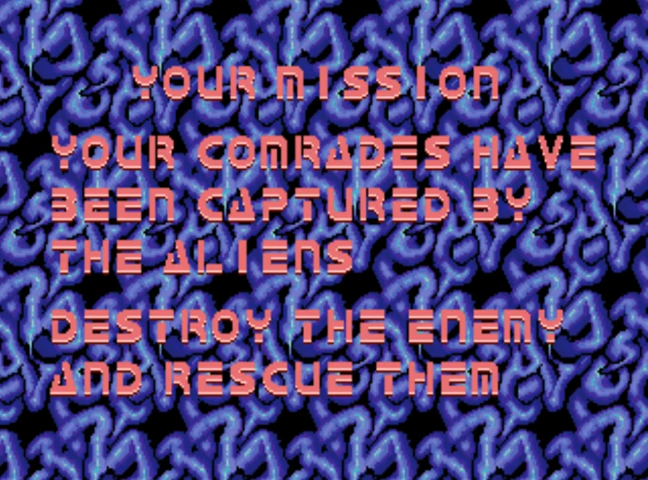 YOUR MISSION
YOUR COMRADES HAVE
BEEN CAPTURED BY
THE ALIENS
DESTROY THE ENEMY
AND RESCUE THEM